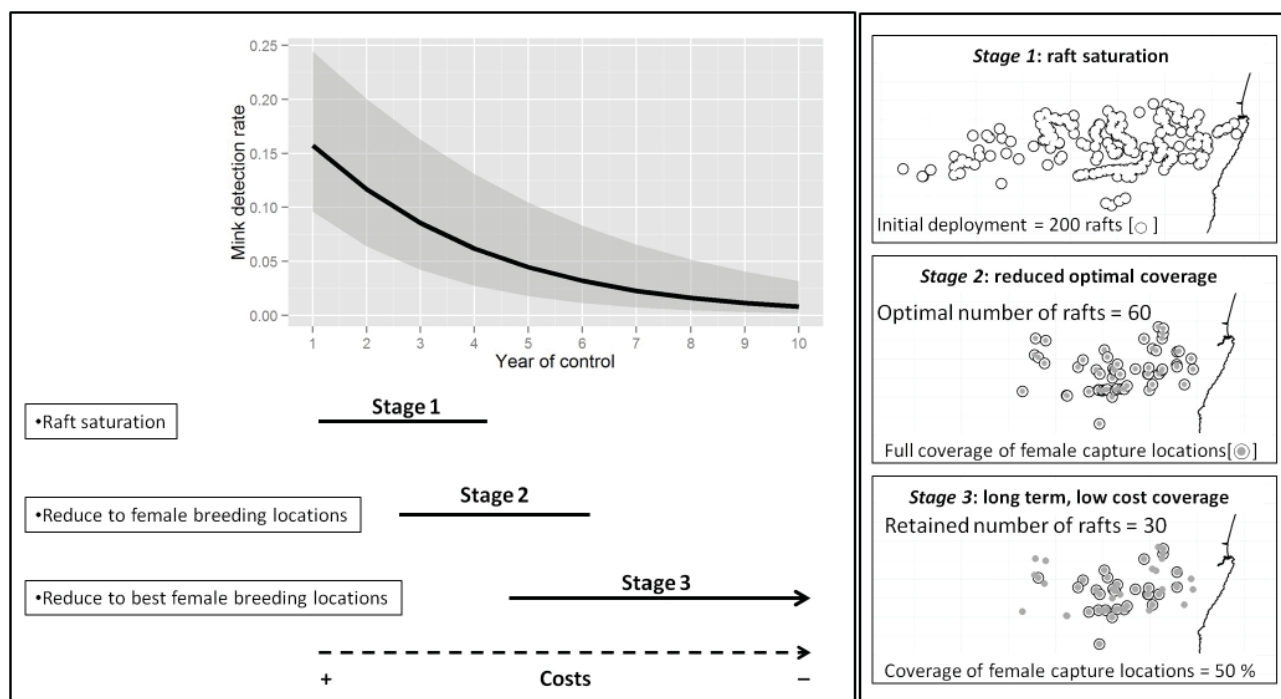 0.25
0.20
0.15
0.10
0.05
0.00
Mink detection rate
1 2 3 4 5 6 7 8 9 10
Year of control
•Raft saturation
Stage 1
•Reduce to female breeding locations
Stage 2
•Reduce to best female breeding locations
Stage 3
+ Costs –
Stage 1: raft saturation
Initial deployment = 200 rafts [○]
Stage 2: reduced optimal coverage
Optimal number of rafts = 60
Full coverage of female capture locations[◉]
Stage 3: long term, low cost coverage
Retained number of rafts = 30
Coverage of female capture locations = 50 %